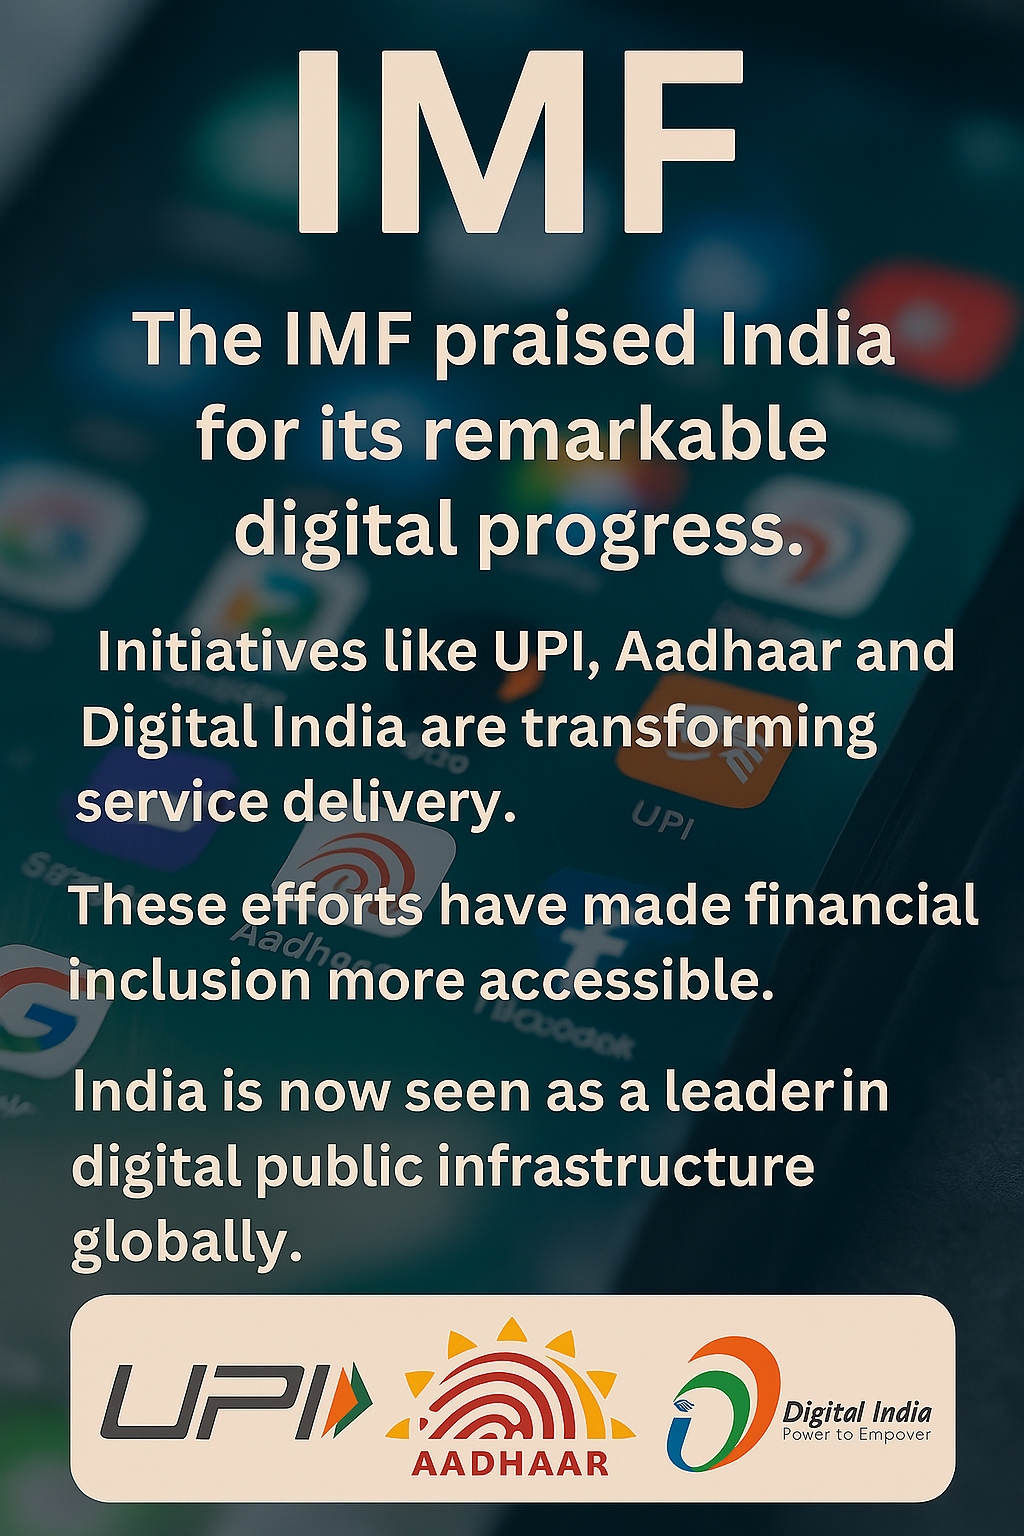 IMF
The IMF praised India
for its remarkable
digital progress.
Initiatives like UPI, Aadhaar and
Digital India are transforming
service delivery.
These efforts have made financial
inclusion more accessible.
India is now seen as a leader in
digital public infrastructure
globally.
UPI
UPI
AADHAAR
Digital India
Power to Empower